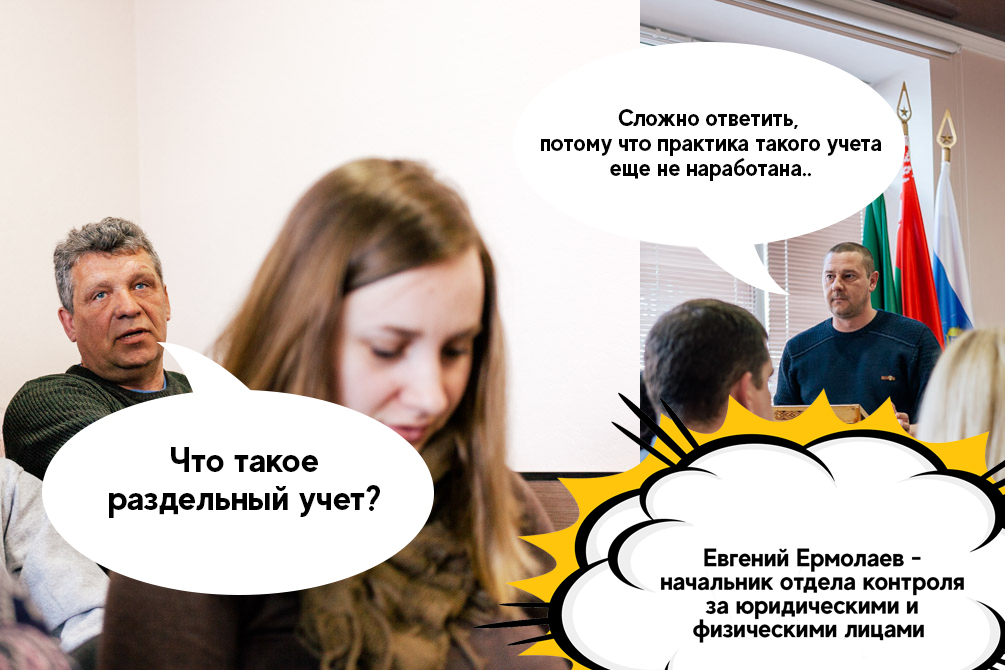 Что такое
раздельный учет?
Сложно ответить,
потому что практика такого учета
еще не наработана..
Евгений Ермолаев -
начальник отдела контроля
за юридическими и
физическими лицами